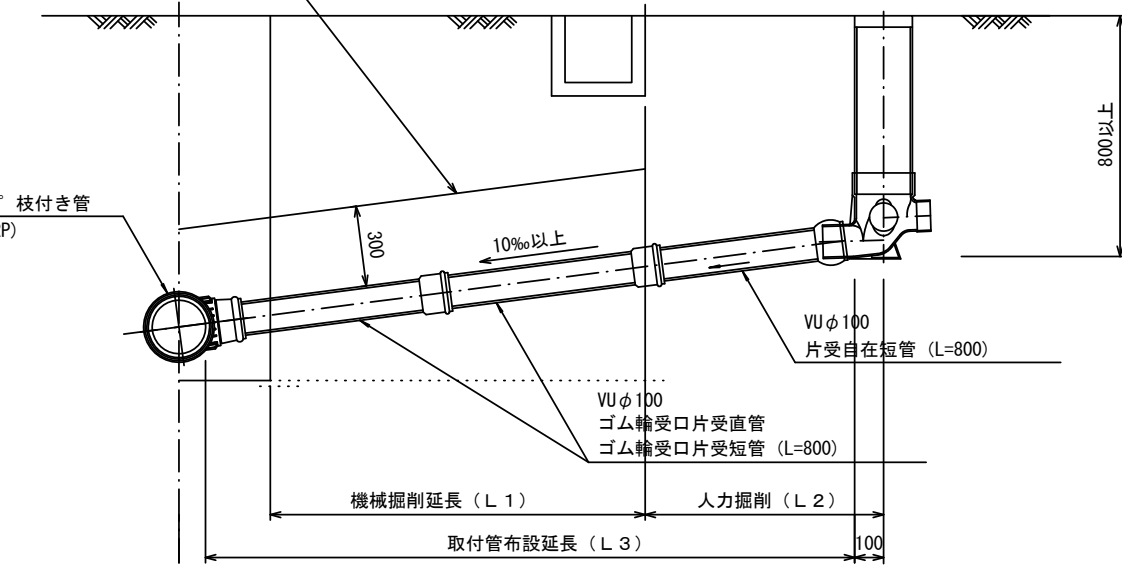 800以上
枝付き管
300
10‰以上
VUφ100
片受自在短管 (L=800)
VUφ100
ゴム輪受口片受直管
ゴム輪受口片受短管 (L=800)
機械掘削延長(L1)
人力掘削(L2)
取付管布設延長(L3)
100